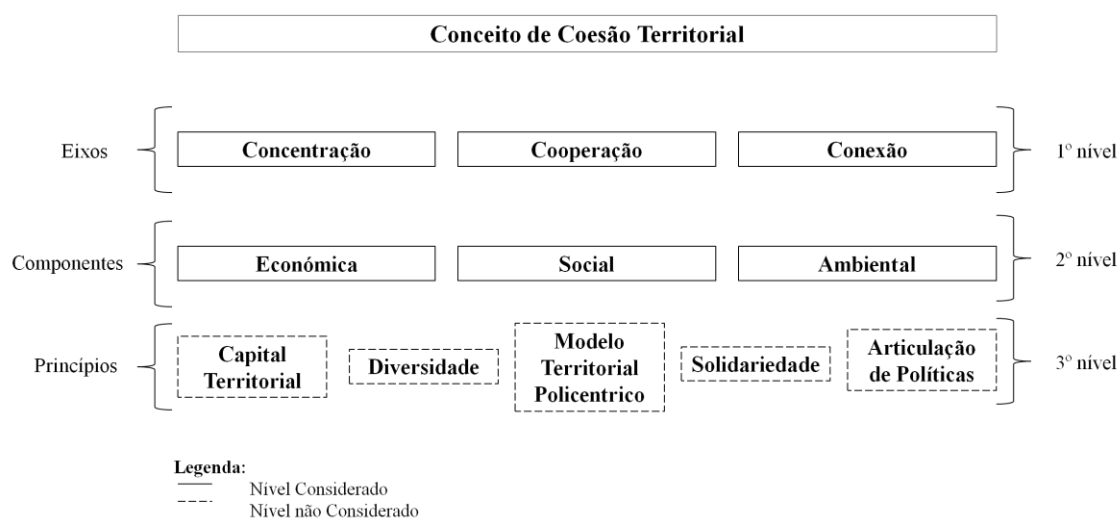 Conceito de Coesão Territorial
Eixos
Concentração
Cooperação
Conexão
1º nível
Componentes
Económica
Social
Ambiental
2º nível
Princípios
Capital
Territorial
Diversidade
Modelo
Territorial
Policentrico
Solidariedade
Articulação
de Políticas
3º nível
Legenda:
Nível Considerado
Nível não Considerado